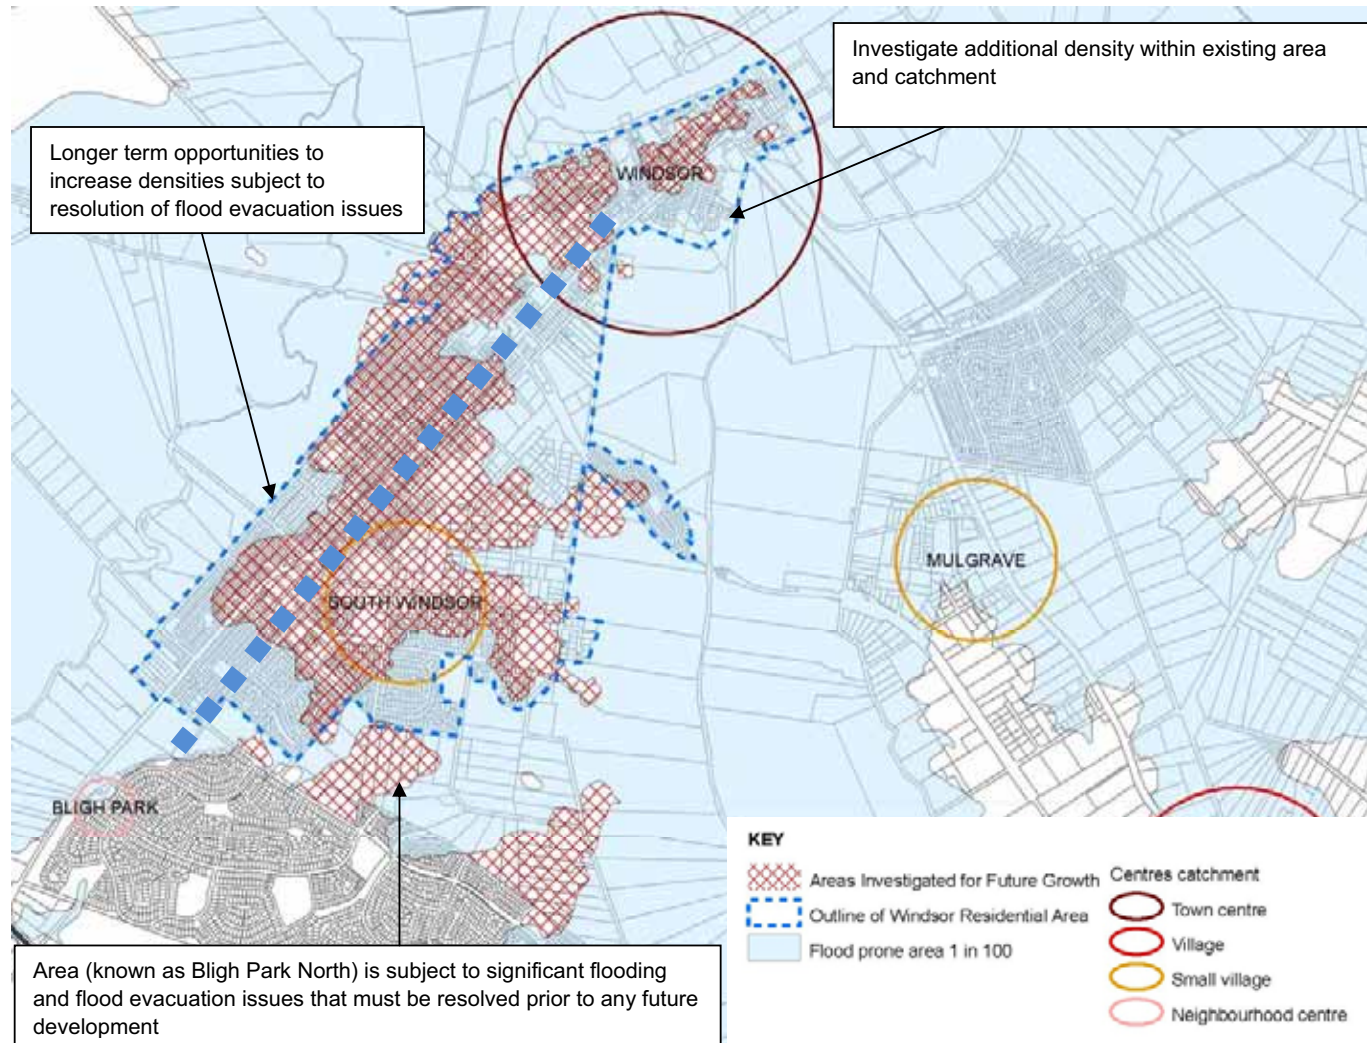 Investigate additional density within existing area
and catchment
Longer term opportunities to
increase densities subject to
resolution of flood evacuation issues
WINDSOR
MULGRAVE
SOUTH WINDSOR
BLIGH PARK
Area (known as Bligh Park North) is subject to significant flooding
and flood evacuation issues that must be resolved prior to any future
development
KEY
Areas Investigated for Future Growth
Outline of Windsor Residential Area
Flood prone area 1 in 100
Centres catchment
Town centre
Village
Small village
Neighbourhood centre